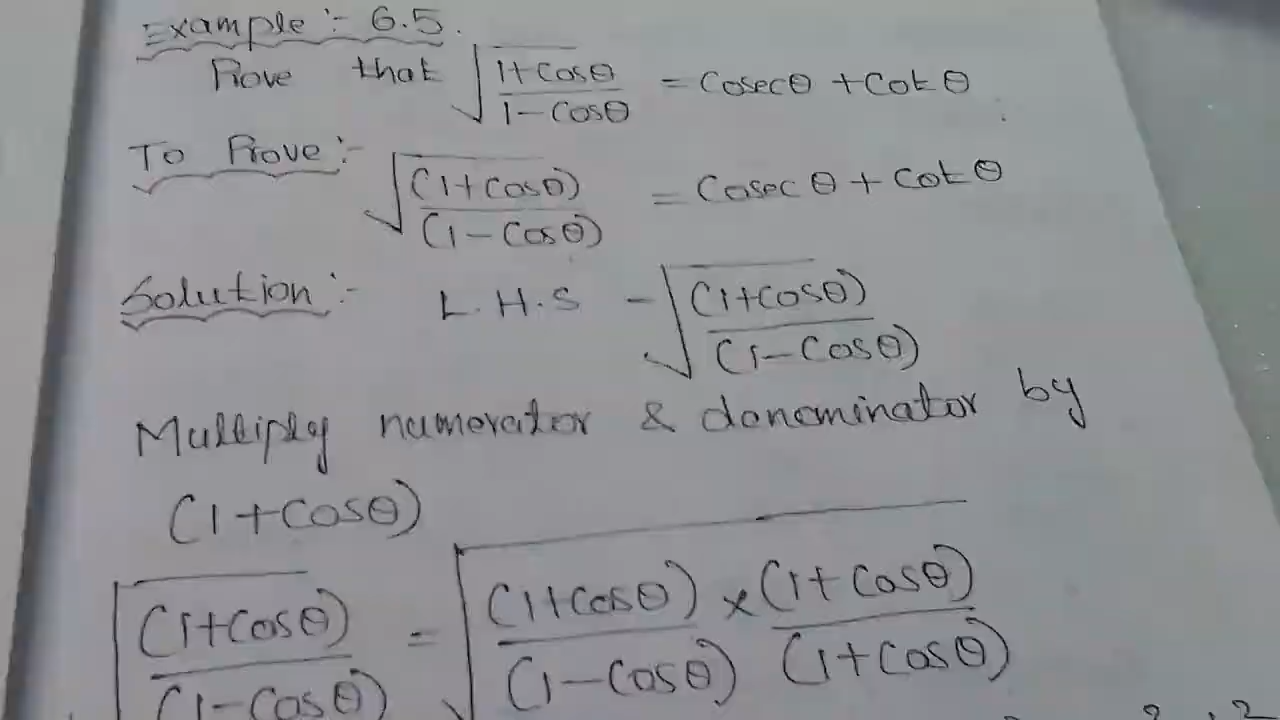 Example :- 6.5.
Prove that √(1+Cosθ / 1-Cosθ) = Cosecθ + Cot θ
To Prove :- √((1+Cosθ) / (1-Cosθ)) = Cosec θ + Cot θ
Solution :- L.H.S - √((1+Cosθ) / (1-Cosθ))
Multiply numerator & denominator by
(1+Cosθ)
√((1+Cosθ) / (1-Cosθ)) = √((1+Cosθ) / (1-Cosθ) × (1+Cosθ) / (1+Cosθ))